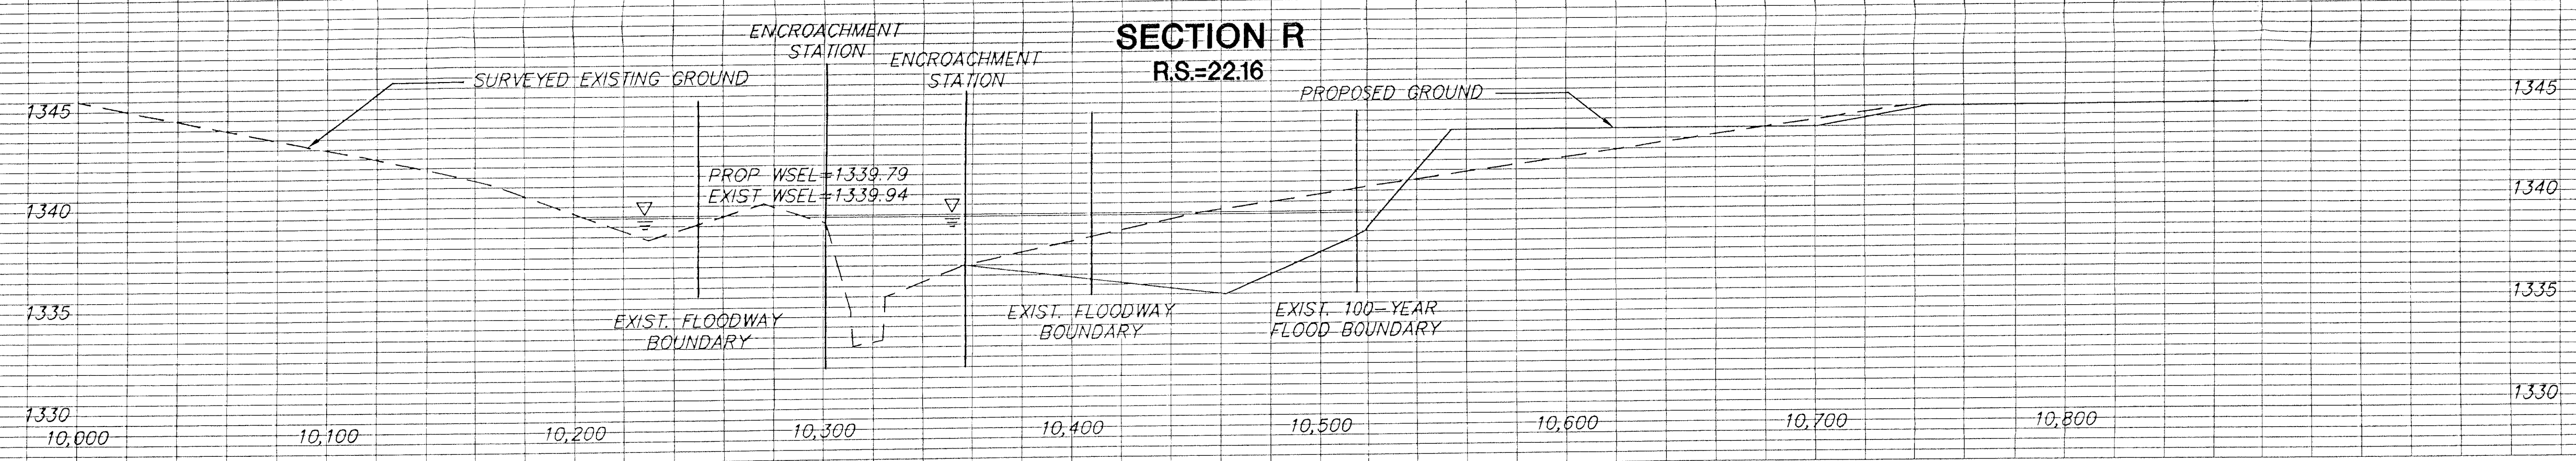 SECTION R
R.S.=22.16
ENCROACHMENT
STATION
ENCROACHMENT
STATION
SURVEYED EXISTING GROUND
PROPOSED GROUND
1345
1345
PROP WSEL=1339.79
EXIST WSEL=1339.94
1340
1340
1335
1335
EXIST. FLOODWAY
BOUNDARY
EXIST. FLOODWAY
BOUNDARY
EXIST. 100-YEAR
FLOOD BOUNDARY
1330
1330
10,000
10,100
10,200
10,300
10,400
10,500
10,600
10,700
10,800